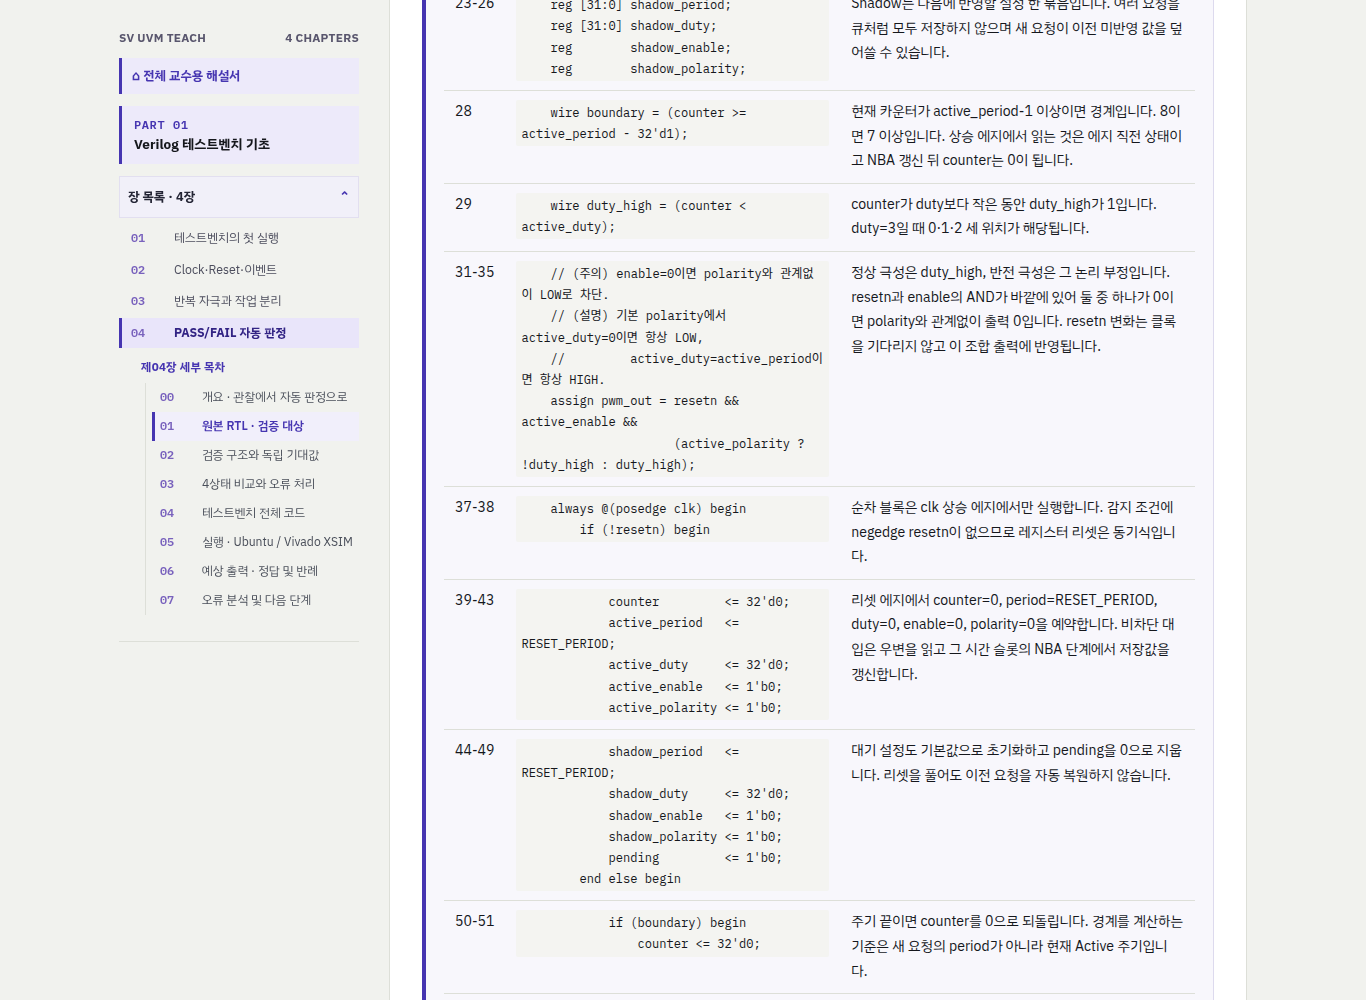 SV UVM TEACH
4 CHAPTERS
⌂ 전체 교수용 해설서
PART 01
Verilog 테스트벤치 기초
장 목록 · 4장
01 테스트벤치의 첫 실행
02 Clock·Reset·이벤트
03 반복 자극과 작업 분리
04 PASS/FAIL 자동 판정
제04장 세부 목차
00 개요 · 관찰에서 자동 판정으로
01 원본 RTL · 검증 대상
02 검증 구조와 독립 기대값
03 4상태 비교와 오류 처리
04 테스트벤치 전체 코드
05 실행 · Ubuntu / Vivado XSIM
06 예상 출력 · 정답 및 반례
07 오류 분석 및 다음 단계
23-26
reg [31:0] shadow_period;
reg [31:0] shadow_duty;
reg shadow_enable;
reg shadow_polarity;
Shadow는 다음에 반영할 설정 한 묶음입니다. 여러 요청을
큐처럼 모두 저장하지 않으며 새 요청이 이전 미반영 값을 덮
어쓸 수 있습니다.
28
wire boundary = (counter >=
active_period - 32'd1);
현재 카운터가 active_period-1 이상이면 경계입니다. 8이
면 7 이상입니다. 상승 에지에서 읽는 것은 에지 직전 상태이
고 NBA 갱신 뒤 counter는 0이 됩니다.
29
wire duty_high = (counter <
active_duty);
counter가 duty보다 작은 동안 duty_high가 1입니다.
duty=3일 때 0·1·2 세 위치가 해당됩니다.
31-35
// (주의) enable=0이면 polarity와 관계없
이 LOW로 차단.
// (설명) 기본 polarity에서
active_duty=0이면 항상 LOW,
// active_duty=active_period이
면 항상 HIGH.
assign pwm_out = resetn &&
active_enable &&
(active_polarity ?
!duty_high : duty_high);
정상 극성은 duty_high, 반전 극성은 그 논리 부정입니다.
resetn과 enable의 AND가 바깥에 있어 둘 중 하나가 0이
면 polarity와 관계없이 출력 0입니다. resetn 변화는 클록
을 기다리지 않고 이 조합 출력에 반영됩니다.
37-38
always @(posedge clk) begin
if (!resetn) begin
순차 블록은 clk 상승 에지에서만 실행합니다. 감지 조건에
negedge resetn이 없으므로 레지스터 리셋은 동기식입니
다.
39-43
counter <= 32'd0;
active_period <=
RESET_PERIOD;
active_duty <= 32'd0;
active_enable <= 1'b0;
active_polarity <= 1'b0;
리셋 에지에서 counter=0, period=RESET_PERIOD,
duty=0, enable=0, polarity=0을 예약합니다. 비차단 대
입은 우변을 읽고 그 시간 슬롯의 NBA 단계에서 저장값을
갱신합니다.
44-49
shadow_period <=
RESET_PERIOD;
shadow_duty <= 32'd0;
shadow_enable <= 1'b0;
shadow_polarity <= 1'b0;
pending <= 1'b0;
end else begin
대기 설정도 기본값으로 초기화하고 pending을 0으로 지웁
니다. 리셋을 풀어도 이전 요청을 자동 복원하지 않습니다.
50-51
if (boundary) begin
counter <= 32'd0;
주기 끝이면 counter를 0으로 되돌립니다. 경계를 계산하는
기준은 새 요청의 period가 아니라 현재 Active 주기입니
다.